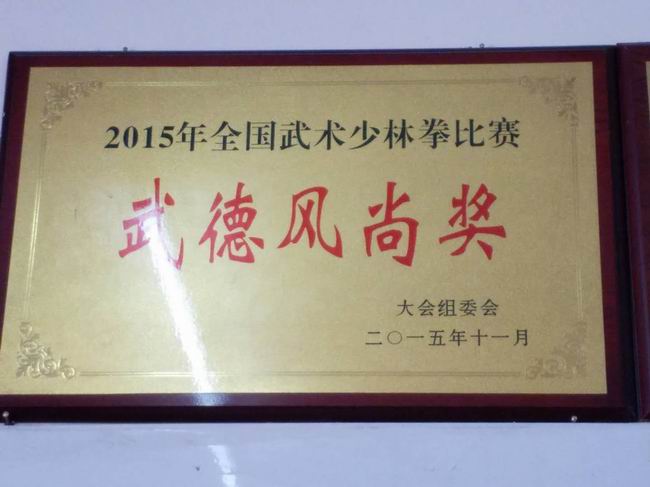 2015年全国武术少林拳比赛
武德风尚奖
大会组委会
二〇一五年十一月